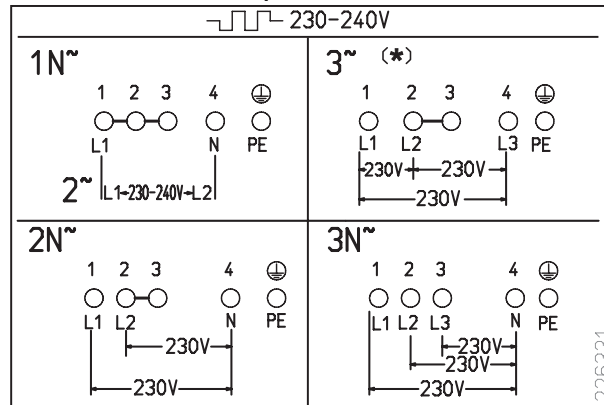 230-240V
1N~
1 2 3 4
L1 N PE
2~ L1 230-240V L2
3~ (*)
1 2 3 4
L1 L2 L3 PE
230V 230V
230V
2N~
1 2 3 4
L1 L2 N PE
230V
230V
3N~
1 2 3 4
L1 L2 L3 N PE
230V
230V
230V